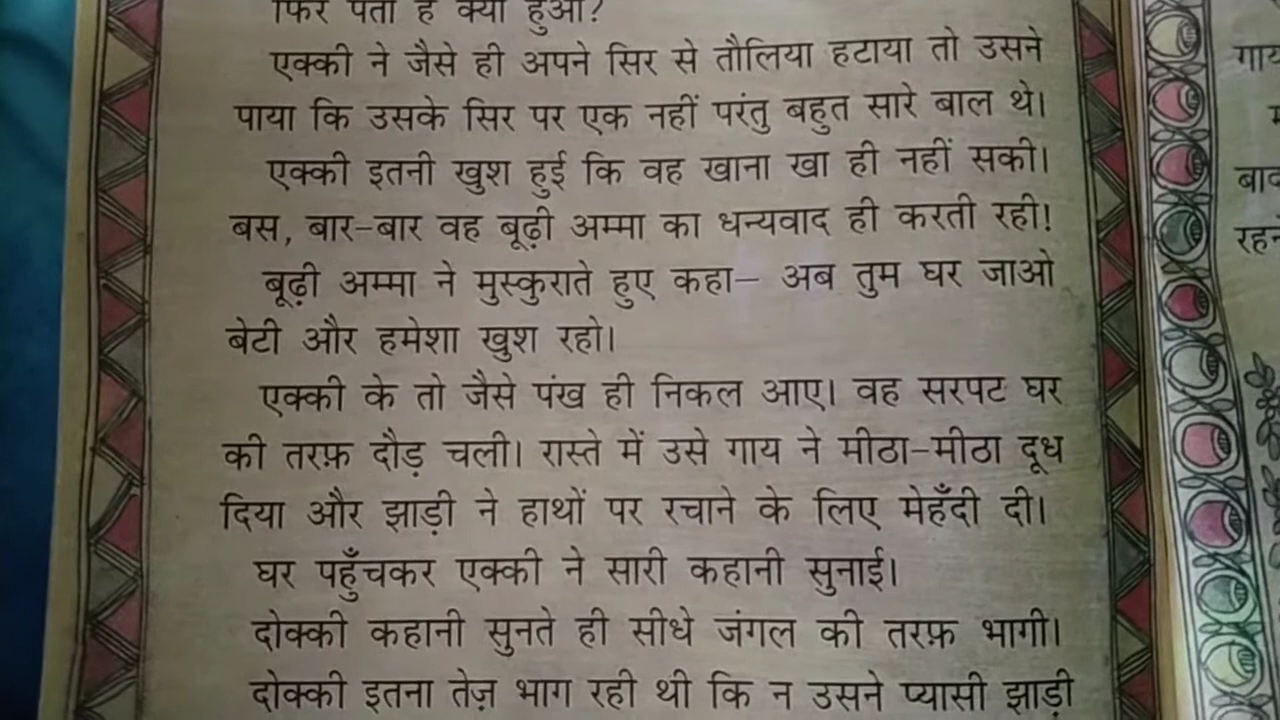 फिर पता है क्या हुआ?
एक्की ने जैसे ही अपने सिर से तौलिया हटाया तो उसने
पाया कि उसके सिर पर एक नहीं परंतु बहुत सारे बाल थे।
एक्की इतनी खुश हुई कि वह खाना खा ही नहीं सकी।
बस, बार-बार वह बूढ़ी अम्मा का धन्यवाद ही करती रही!
बूढ़ी अम्मा ने मुस्कुराते हुए कहा– अब तुम घर जाओ
बेटी और हमेशा खुश रहो।
एक्की के तो जैसे पंख ही निकल आए। वह सरपट घर
की तरफ़ दौड़ चली। रास्ते में उसे गाय ने मीठा-मीठा दूध
दिया और झाड़ी ने हाथों पर रचाने के लिए मेहँदी दी।
घर पहुँचकर एक्की ने सारी कहानी सुनाई।
दोक्की कहानी सुनते ही सीधे जंगल की तरफ़ भागी।
दोक्की इतना तेज़ भाग रही थी कि न उसने प्यासी झाड़ी